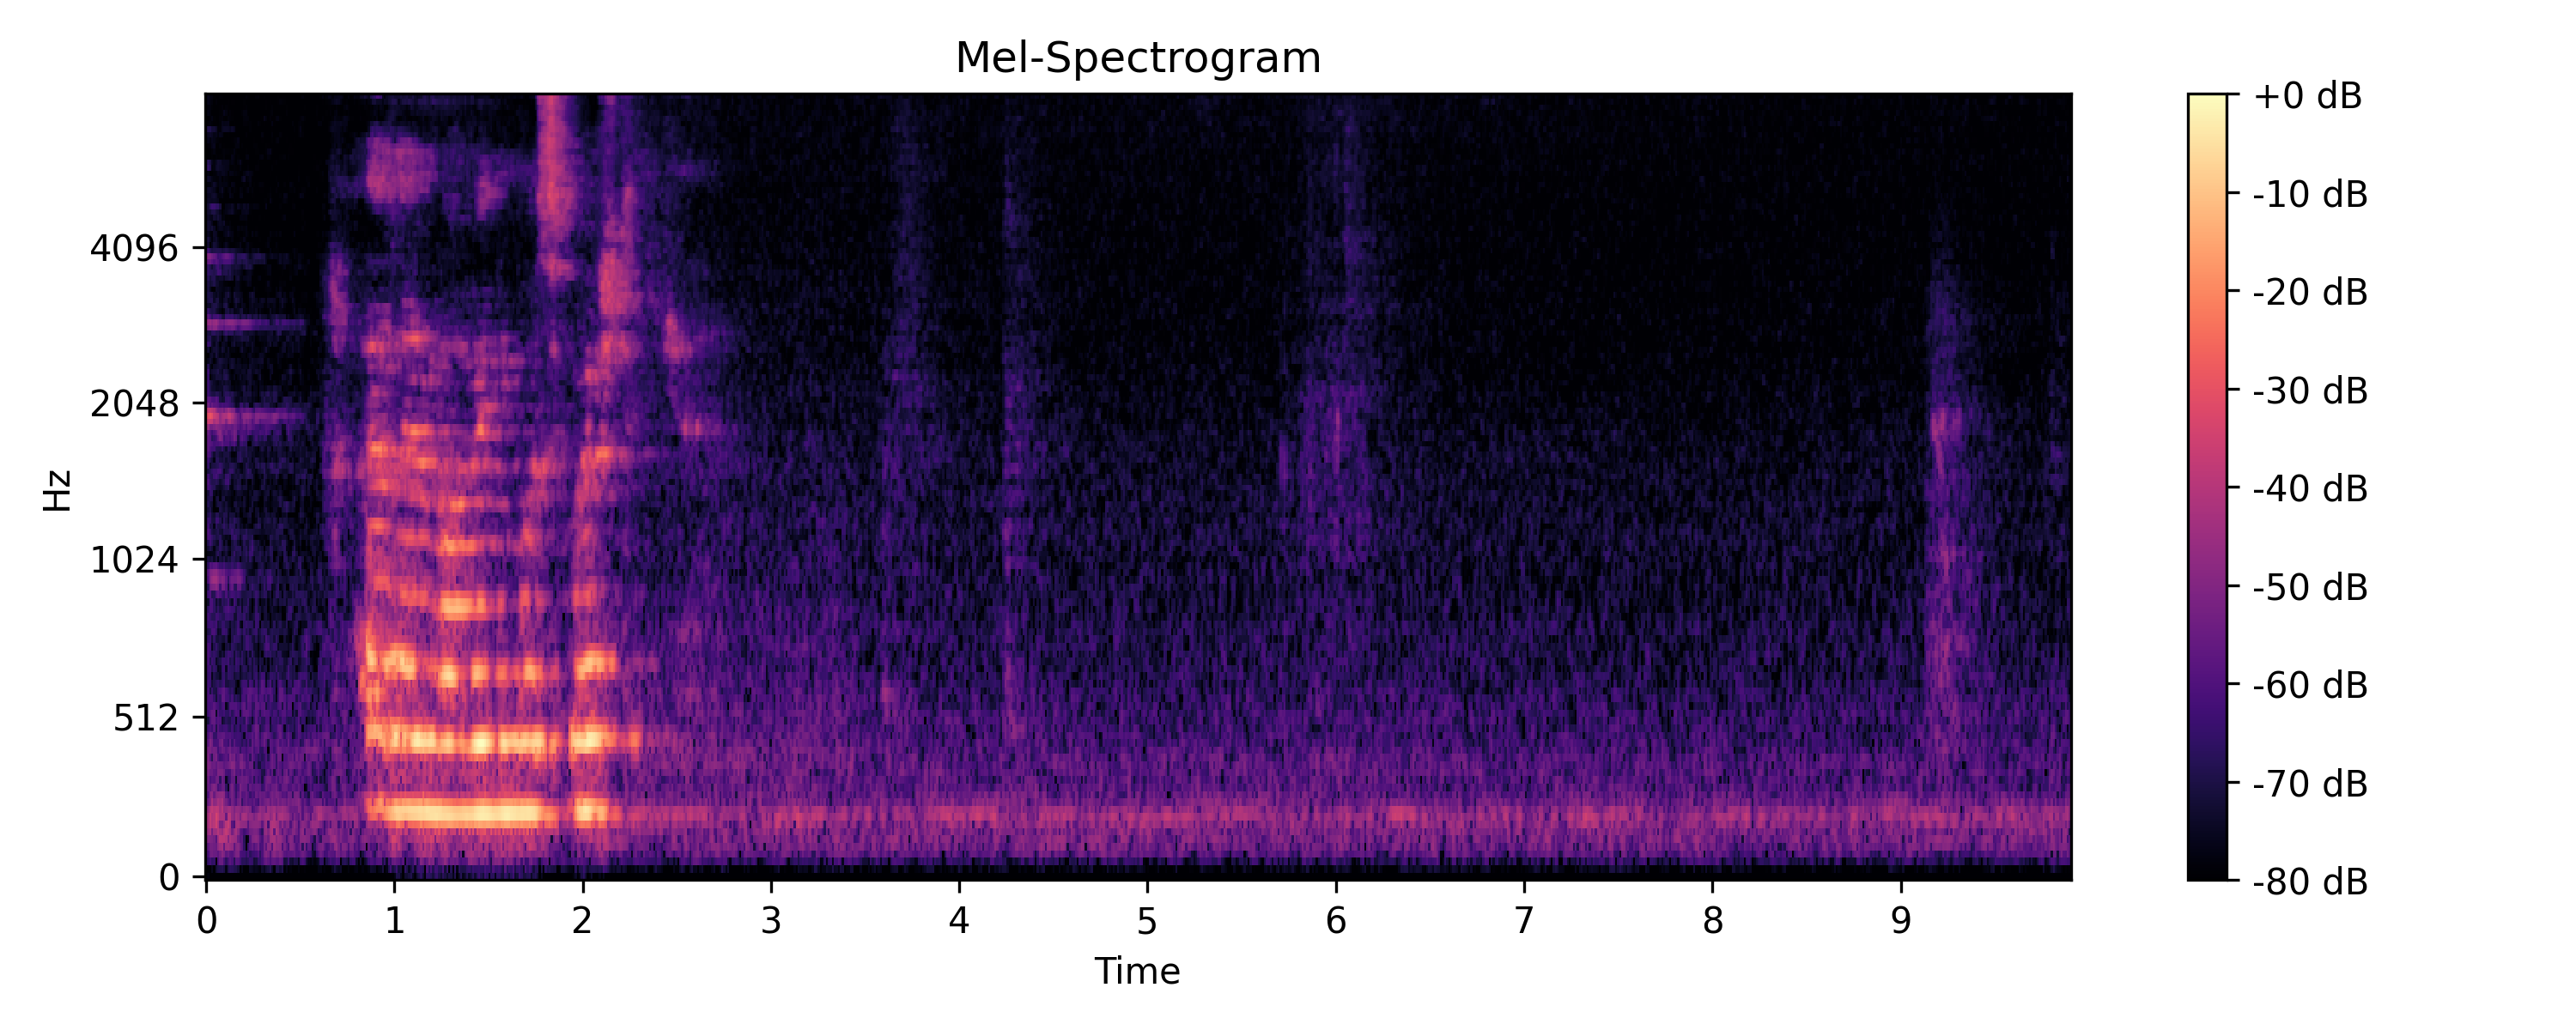 Mel-Spectrogram
Hz
4096
2048
1024
512
0
0 1 2 3 4 5 6 7 8 9
Time
+0 dB
-10 dB
-20 dB
-30 dB
-40 dB
-50 dB
-60 dB
-70 dB
-80 dB